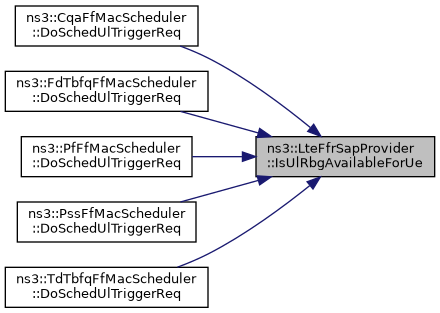 ns3::CqaFfMacScheduler
::DoSchedUlTriggerReq
ns3::FdTbfqFfMacScheduler
::DoSchedUlTriggerReq
ns3::PfFfMacScheduler
::DoSchedUlTriggerReq
ns3::PssFfMacScheduler
::DoSchedUlTriggerReq
ns3::TdTbfqFfMacScheduler
::DoSchedUlTriggerReq
ns3::LteFfrSapProvider
::IsUlRbgAvailableForUe